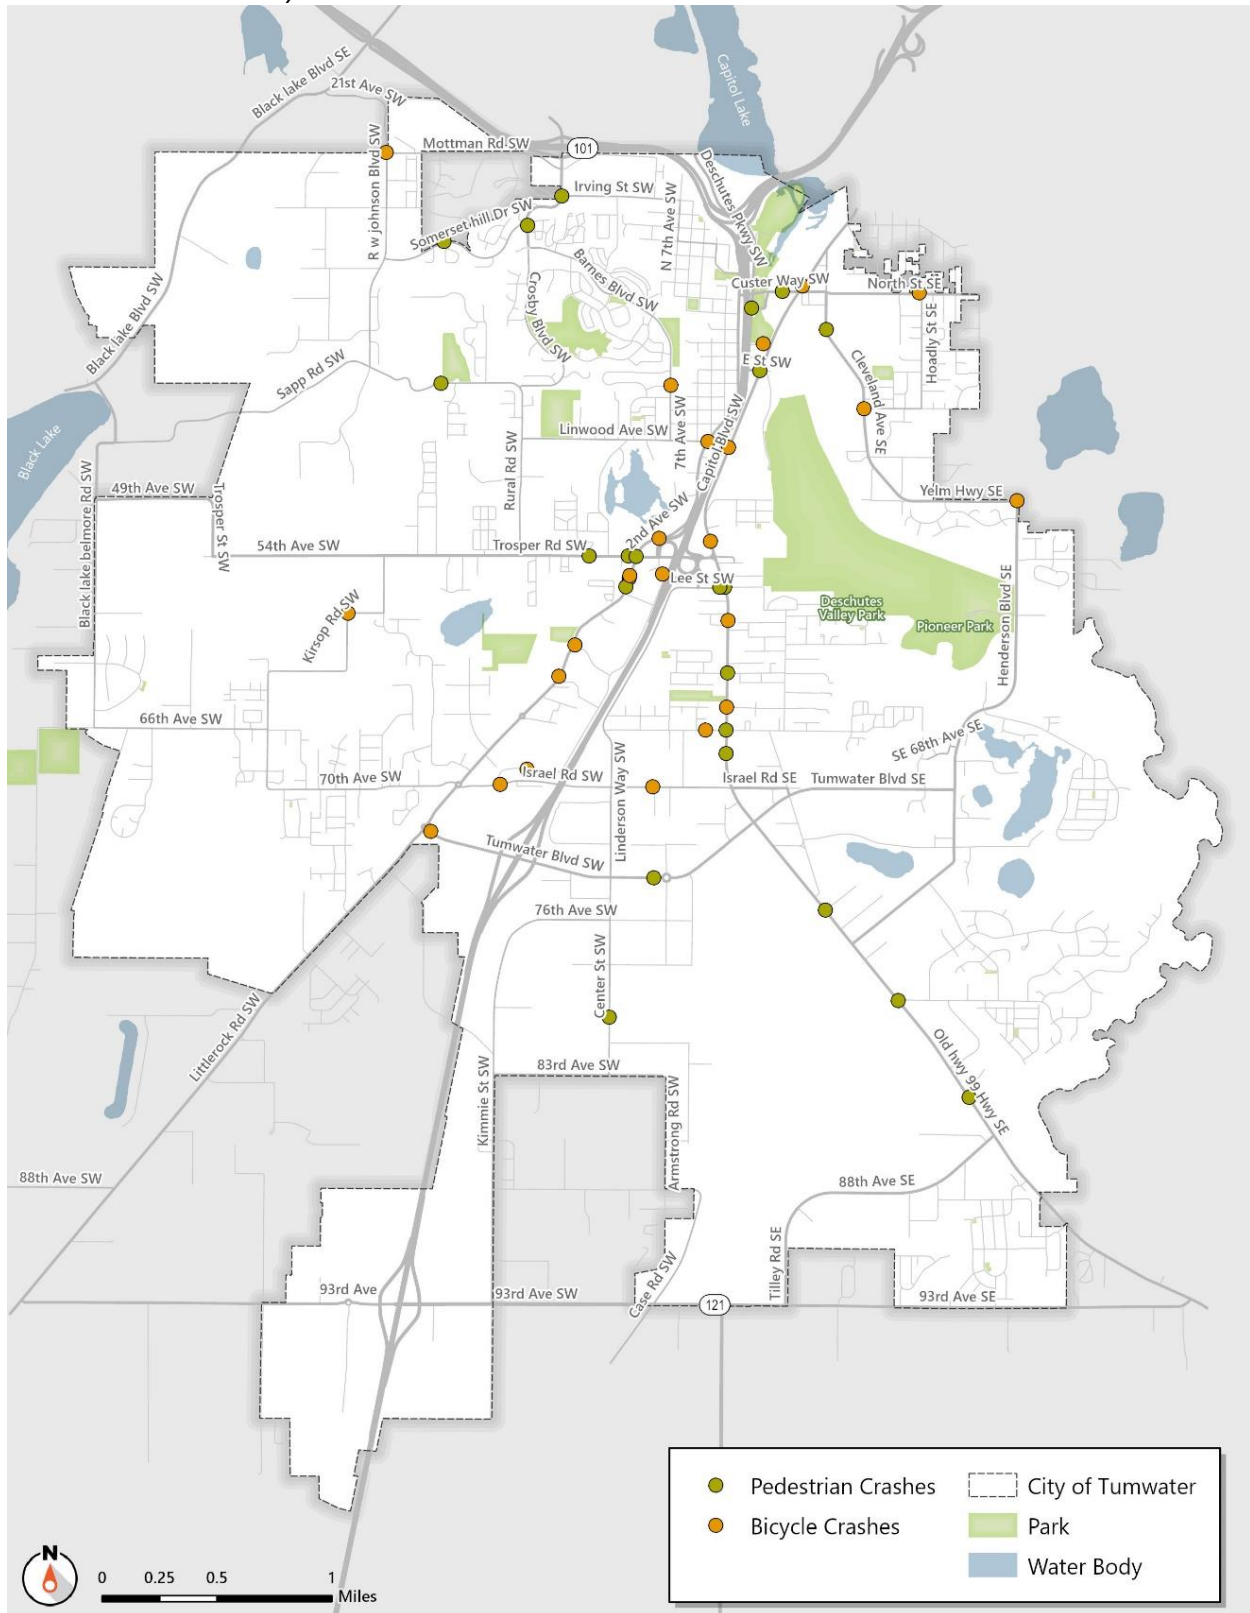 Black lake Blvd SE
21st Ave SW
Capitol Lake
R w johnson Blvd SW
Mottman Rd SW
101
Deschutes Pkwy SW
Irving St SW
N 7th Ave SW
Somerset hill Dr SW
Barnes Blvd SW
Custer Way SW
North St SE
Crosby Blvd SW
Hoadly St SE
Black lake Blvd SW
E St SW
Cleveland Ave SE
Sapp Rd SW
Linwood Ave SW
7th Ave SW
Capitol Blvd SW
Black Lake
Rural Rd SW
49th Ave SW
Yelm Hwy SE
Trosper St SW
2nd Ave SW
54th Ave SW
Trosper Rd SW
Black lake belmore Rd SW
Lee St SW
Deschutes
Valley Park
Pioneer Park
Henderson Blvd SE
Kirsop Rd SW
66th Ave SW
SE 68th Ave SE
Linderson Way SW
70th Ave SW
Israel Rd SW
Israel Rd SE
Tumwater Blvd SE
Tumwater Blvd SW
76th Ave SW
Center St SW
Littlerock Rd SW
Old hwy 99 Hwy SE
83rd Ave SW
Kimmie St SW
Armstrong Rd SW
88th Ave SW
88th Ave SE
Tilley Rd SE
Case Rd SW
93rd Ave
93rd Ave SW
121
93rd Ave SE
Pedestrian Crashes
Bicycle Crashes
City of Tumwater
Park
Water Body
N
0 0.25 0.5 1
Miles